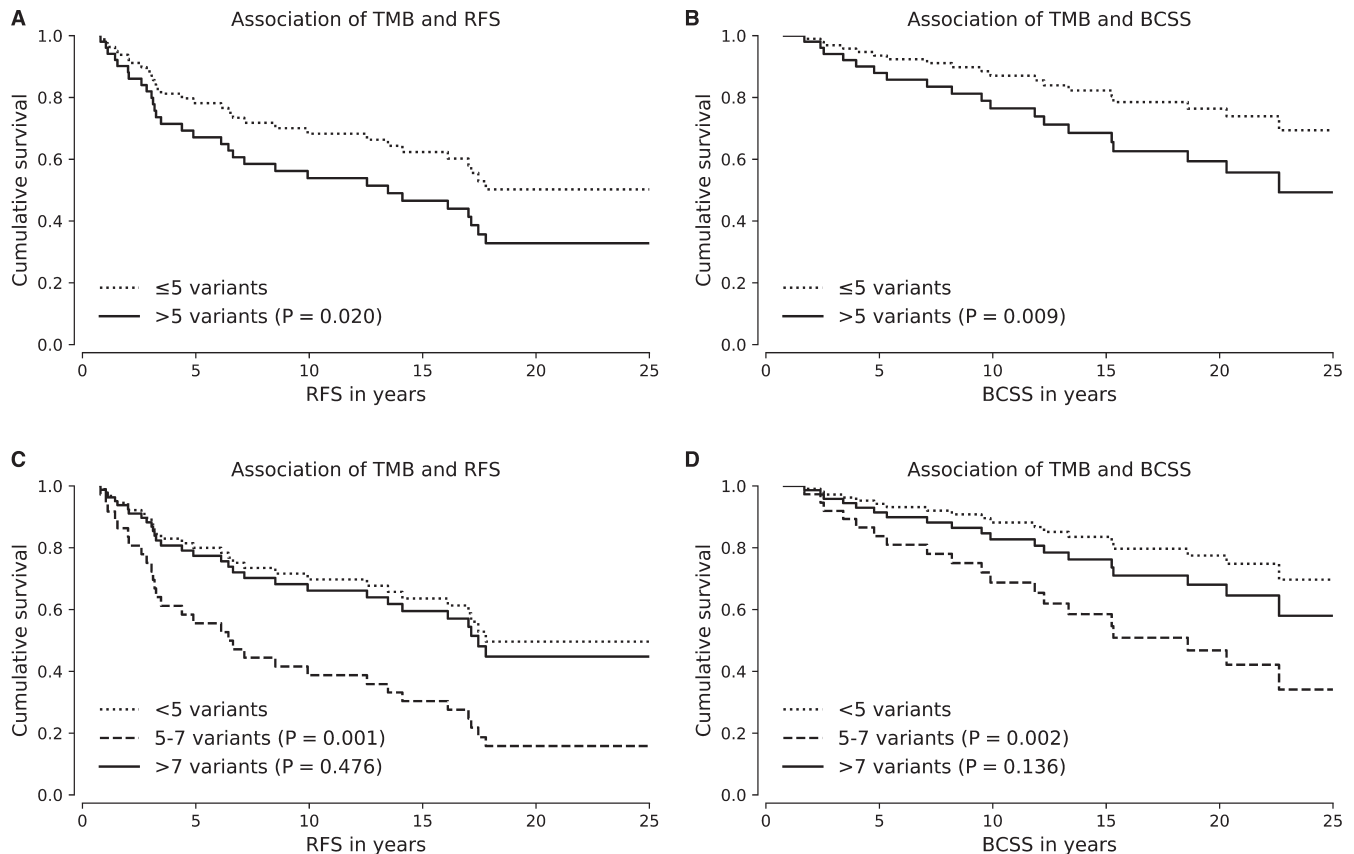 A
Association of TMB and RFS
Cumulative survival
1.0
0.8
0.6
0.4
0.2
0.0
≤5 variants
>5 variants (P = 0.020)
0 5 10 15 20 25
RFS in years
B
Association of TMB and BCSS
Cumulative survival
1.0
0.8
0.6
0.4
0.2
0.0
≤5 variants
>5 variants (P = 0.009)
0 5 10 15 20 25
BCSS in years
C
Association of TMB and RFS
Cumulative survival
1.0
0.8
0.6
0.4
0.2
0.0
<5 variants
5-7 variants (P = 0.001)
>7 variants (P = 0.476)
0 5 10 15 20 25
RFS in years
D
Association of TMB and BCSS
Cumulative survival
1.0
0.8
0.6
0.4
0.2
0.0
<5 variants
5-7 variants (P = 0.002)
>7 variants (P = 0.136)
0 5 10 15 20 25
BCSS in years